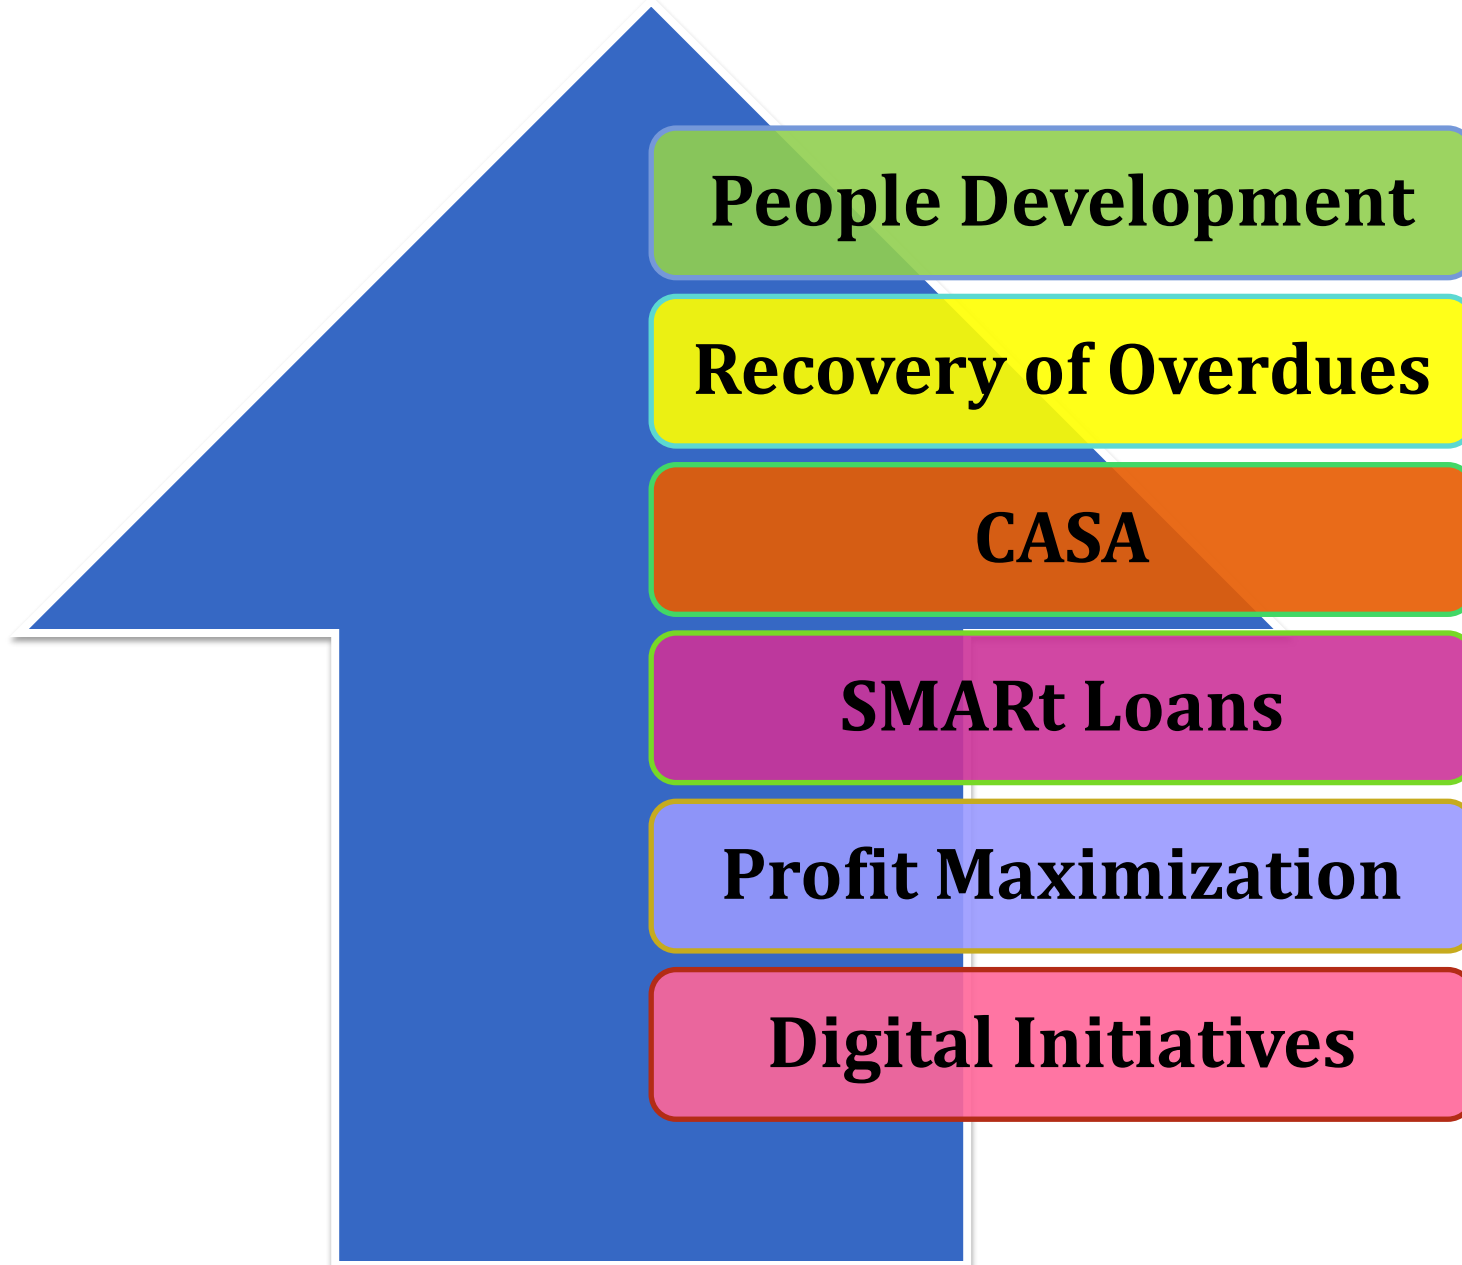 People Development
Recovery of Overdues
CASA
SMARt Loans
Profit Maximization
Digital Initiatives